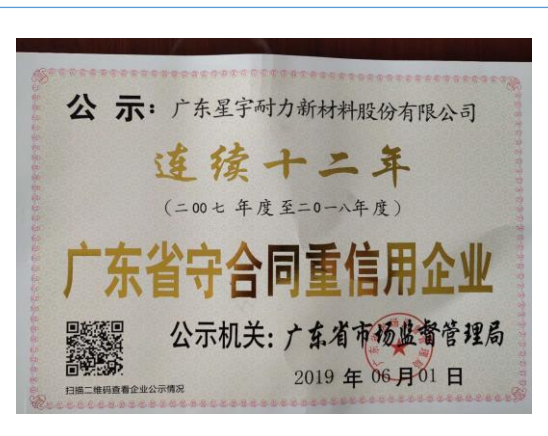 公示：广东星宇耐力新材料股份有限公司
连续十二年
（二00七 年度至二0一八年度）
广东省守合同重信用企业
公示机关：广东省市场监督管理局
2019 年 06月01 日
扫描二维码查看企业公示情况